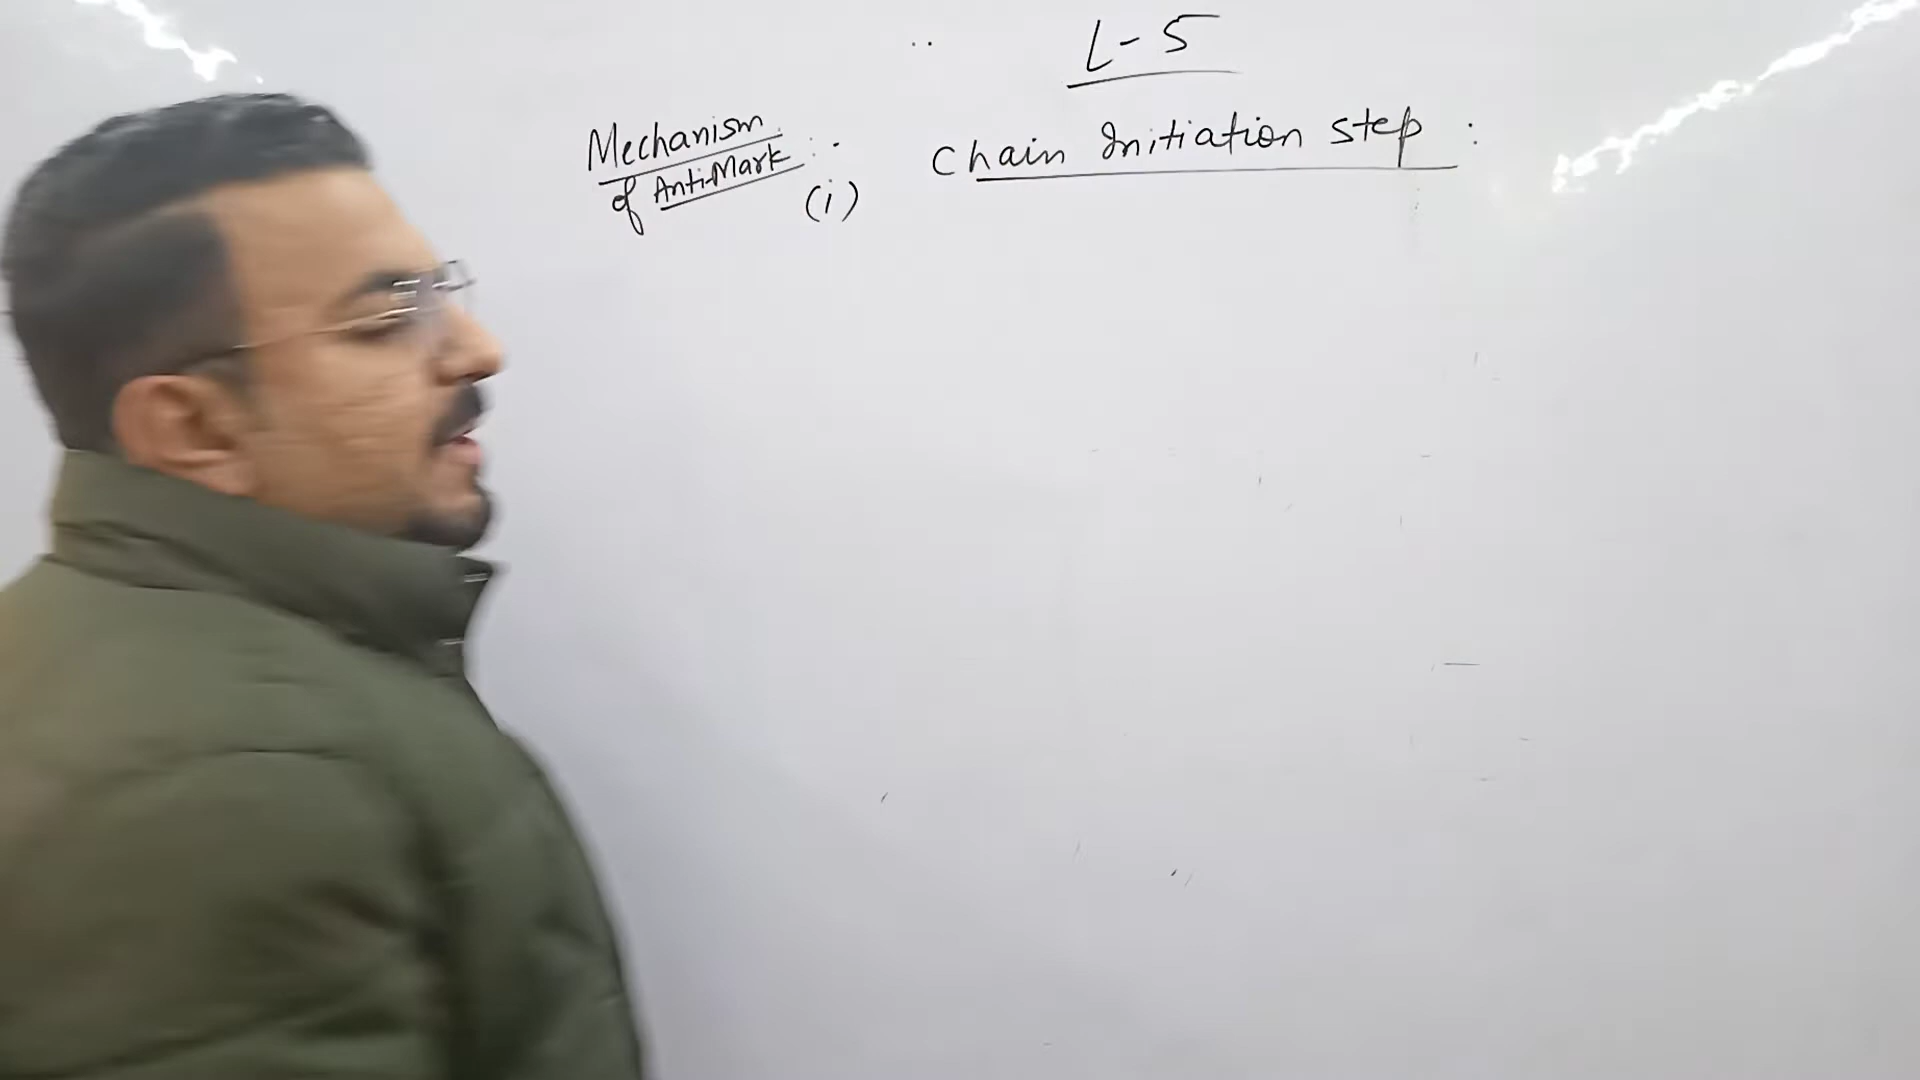 L-5
Mechanism :-
of Anti-Mark
(i) Chain Initiation Step :